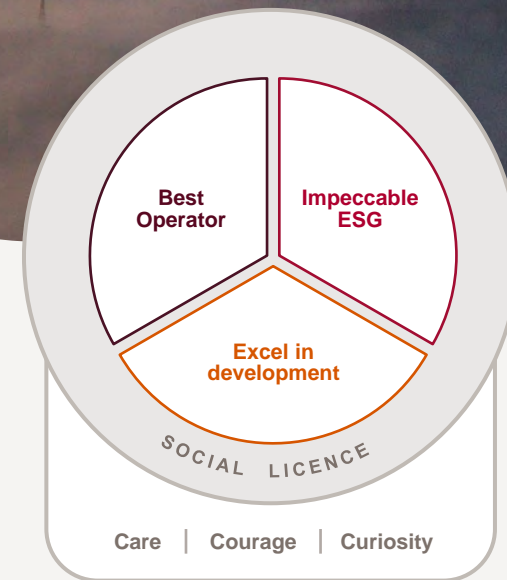 Best
Operator
Impeccable
ESG
Excel in
development
SOCIAL LICENCE
Care | Courage | Curiosity